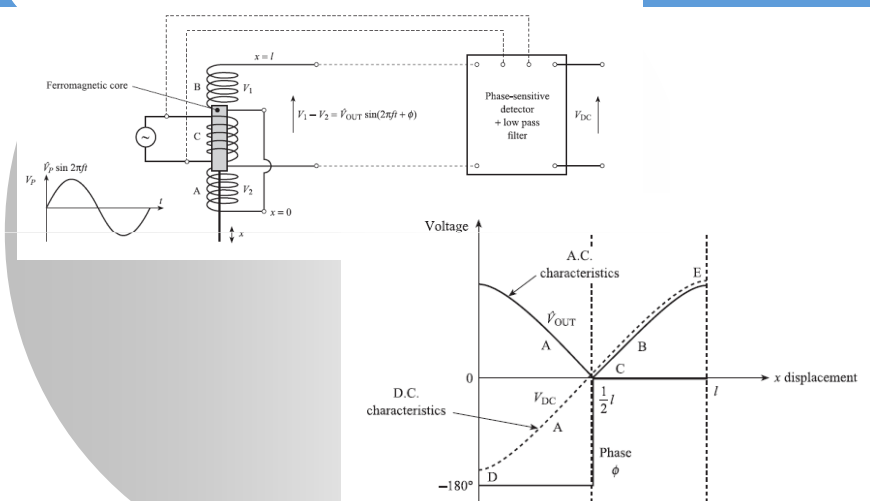 x = l
Ferromagnetic core
B
V₁
V₁ − V₂ = V̂OUT sin(2πft + ϕ)
Phase-sensitive
detector
+ low pass
filter
VDC
~
C
V̂P sin 2πft
VP
t
A
V₂
x = 0
x
Voltage
A.C.
characteristics
E
V̂OUT
A
B
C
0
x displacement
D.C.
characteristics
VDC
½l
l
A
Phase
ϕ
D
−180°